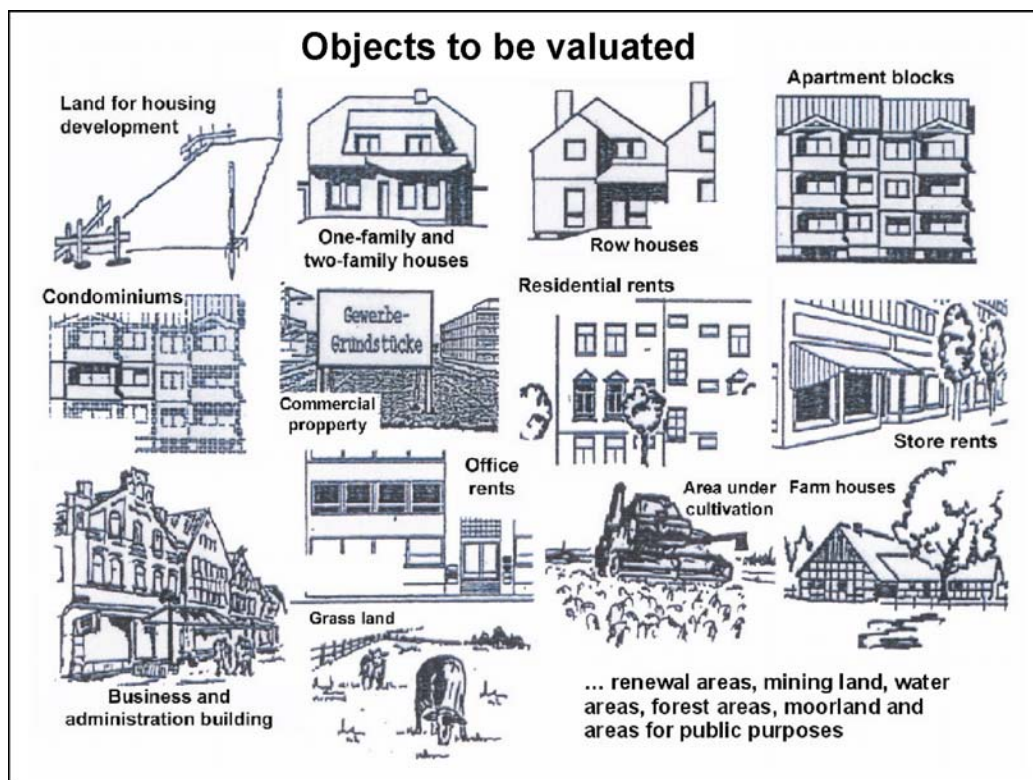 Objects to be valuated
Land for housing
development
One-family and
two-family houses
Row houses
Apartment blocks
Condominiums
Gewerbe-
Grundstücke
Commercial
propperty
Residential rents
Store rents
Business and
administration building
Office
rents
Grass land
Area under
cultivation
Farm houses
... renewal areas, mining land, water
areas, forest areas, moorland and
areas for public purposes